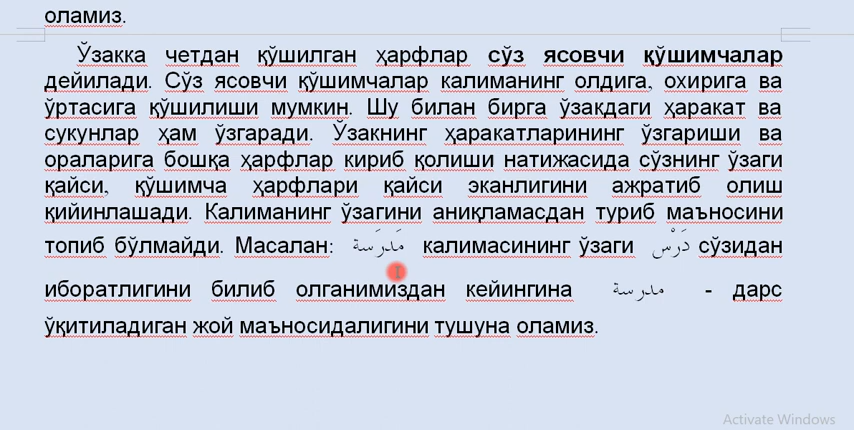 оламиз.
Ўзакка четдан қўшилган ҳарфлар сўз ясовчи қўшимчалар
дейилади. Сўз ясовчи қўшимчалар калиманинг олдига, охирига ва
ўртасига қўшилиши мумкин. Шу билан бирга ўзакдаги ҳаракат ва
сукунлар ҳам ўзгаради. Ўзакнинг ҳаракатларининг ўзгариши ва
ораларига бошқа ҳарфлар кириб қолиши натижасида сўзнинг ўзаги
қайси, қўшимча ҳарфлари қайси эканлигини ажратиб олиш
қийинлашади. Калиманинг ўзагини аниқламасдан туриб маъносини
топиб бўлмайди. Масалан: مَدرَسة калимасининг ўзаги دَرْس сўзидан
иборатлигини билиб олганимиздан кейингина مدرسة - дарс
ўқитиладиган жой маъносидалигини тушуна оламиз.
Activate Windows